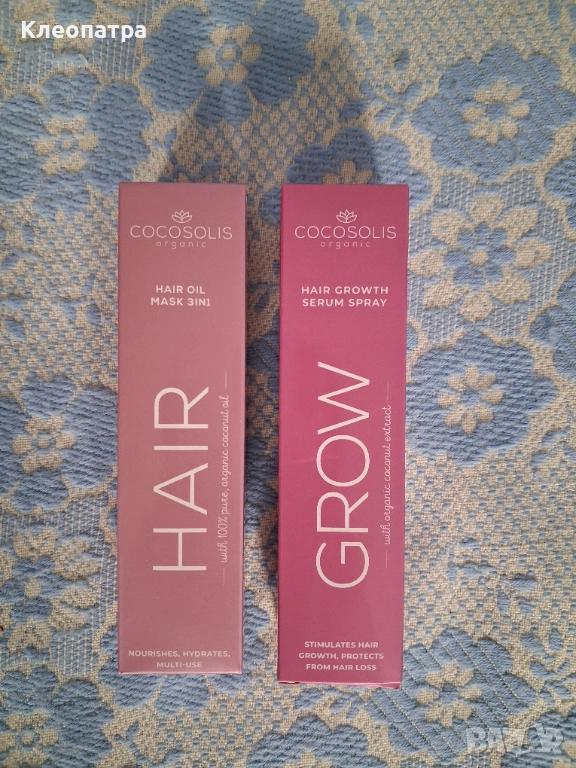 Клеопатра
COCOSOLIS
organic
HAIR OIL
MASK 3IN1
HAIR
with 100% pure, organic coconut oil
NOURISHES, HYDRATES,
MULTI-USE
COCOSOLIS
organic
HAIR GROWTH
SERUM SPRAY
GROW
with organic coconut extract
STIMULATES HAIR
GROWTH, PROTECTS
FROM HAIR LOSS
BAZAR